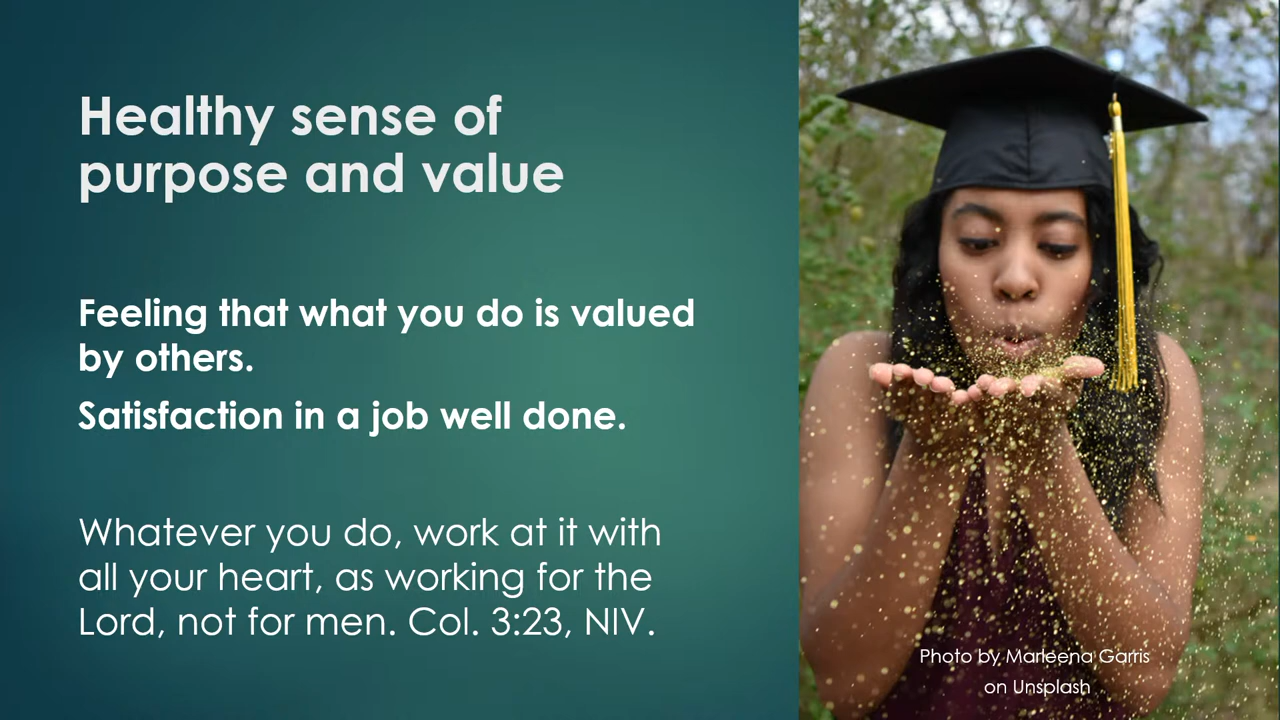 Healthy sense of
purpose and value
Feeling that what you do is valued
by others.
Satisfaction in a job well done.
Whatever you do, work at it with
all your heart, as working for the
Lord, not for men. Col. 3:23, NIV.
Photo by Marleena Garris
on Unsplash